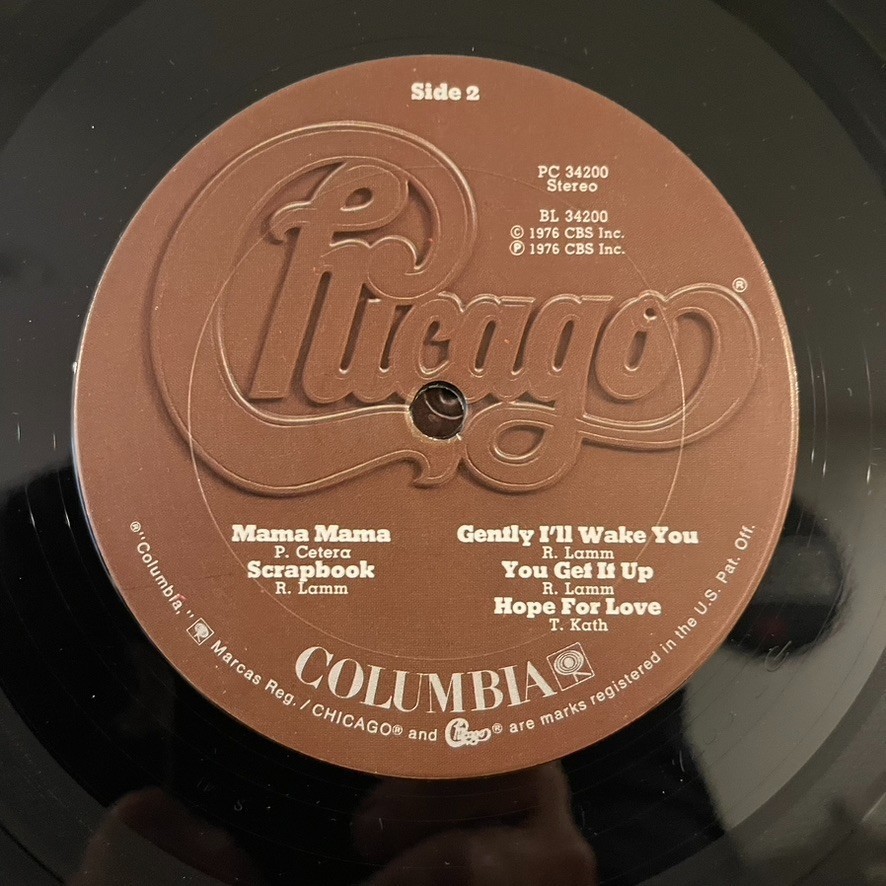 Side 2
PC 34200
Stereo
BL 34200
© 1976 CBS Inc.
℗ 1976 CBS Inc.
Chicago®
Mama Mama
P. Cetera
Scrapbook
R. Lamm
Gently I'll Wake You
R. Lamm
You Get It Up
R. Lamm
Hope For Love
T. Kath
COLUMBIA
®"Columbia," Marcas Reg. / CHICAGO® and Chicago® are marks registered in the U.S. Pat. Off.